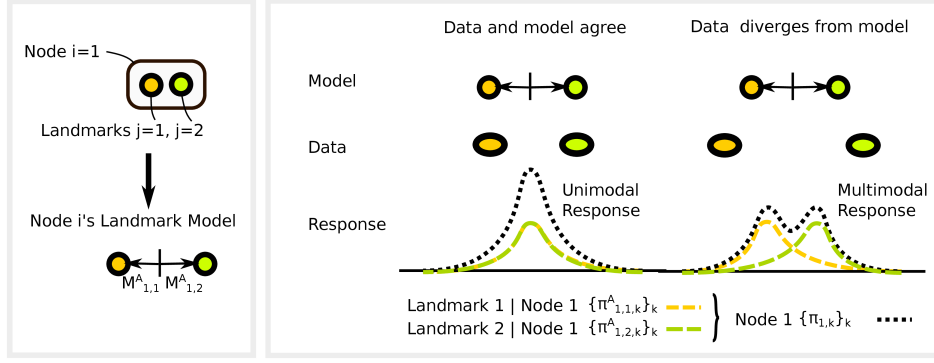 Node i=1
Landmarks j=1, j=2
Node i's Landmark Model
M^A_1,1 M^A_1,2
Data and model agree
Data diverges from model
Model
Data
Response
Unimodal
Response
Multimodal
Response
Landmark 1 | Node 1 {π^A_1,1,k}_k
Landmark 2 | Node 1 {π^A_1,2,k}_k
Node 1 {π_1,k}_k